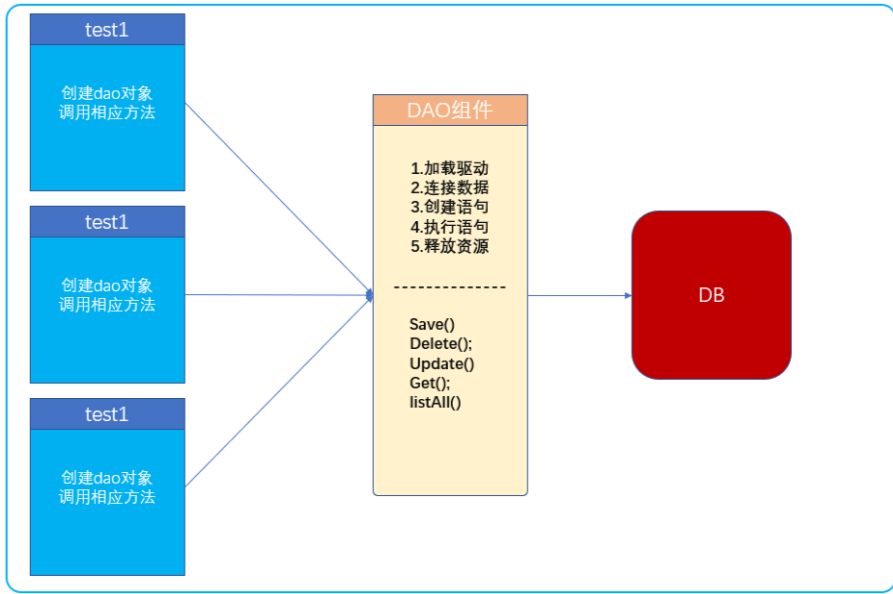 test1
创建dao对象
调用相应方法
test1
创建dao对象
调用相应方法
test1
创建dao对象
调用相应方法
DAO组件
1.加载驱动
2.连接数据
3.创建语句
4.执行语句
5.释放资源
---------------
Save()
Delete();
Update()
Get();
listAll()
DB